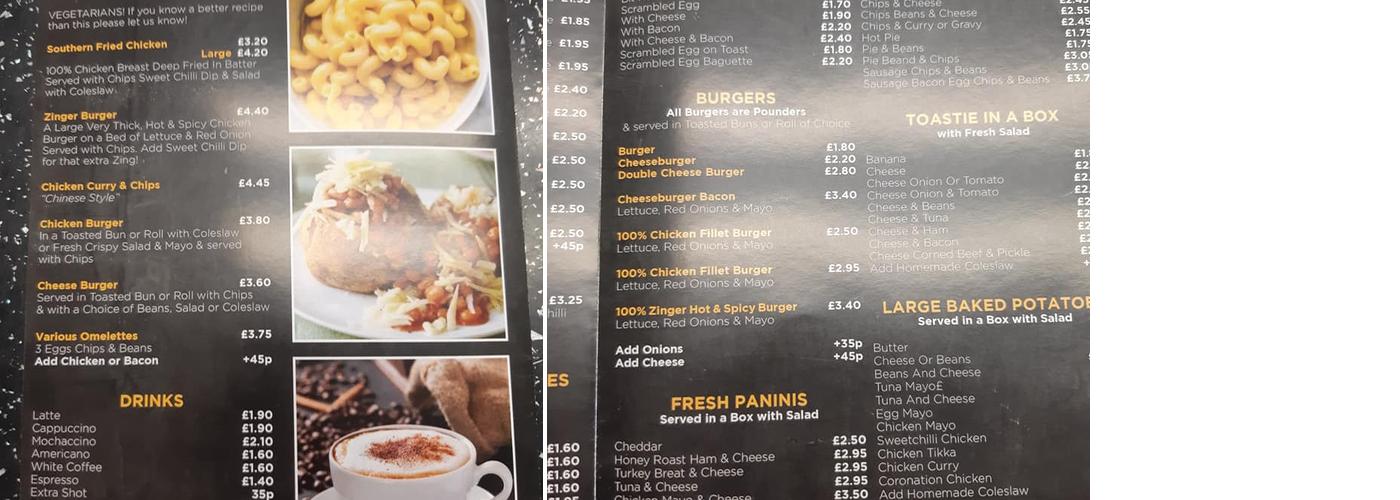 VEGETARIANS! If you know a better recipe
than this please let us know!
Southern Fried Chicken £3.20
Large £4.20
100% Chicken Breast Deep Fried In Batter
Served with Chips Sweet Chilli Dip & Salad
with Coleslaw
Zinger Burger £4.40
A Large Very Thick, Hot & Spicy Chicken
Burger on a Bed of Lettuce & Red Onion
Served with Chips. Add Sweet Chilli Dip
for that extra Zing!
Chicken Curry & Chips £4.45
"Chinese Style"
Chicken Burger £3.80
In a Toasted Bun or Roll with Coleslaw
or Fresh Crispy Salad & Mayo & served
with Chips
Cheese Burger £3.60
Served in Toasted Bun or Roll with Chips
& with a Choice of Beans, Salad or Coleslaw
Various Omelettes £3.75
3 Eggs Chips & Beans
Add Chicken or Bacon +45p
DRINKS
Latte £1.90
Cappuccino £1.90
Mochaccino £2.10
Americano £1.60
White Coffee £1.60
Espresso £1.40
Extra Shot 35p
£1.85
£1.95
£1.95
£2.40
£2.20
£2.50
£2.50
£2.50
£2.50
£2.50
+45p
£3.25
hilli
ES
£1.60
£1.60
£1.60
Scrambled Egg £1.70
With Cheese £1.90
With Bacon £2.20
With Cheese & Bacon £2.40
Scrambled Egg on Toast £1.80
Scrambled Egg Baguette £2.20
BURGERS
All Burgers are Pounders
& served in Toasted Buns or Roll of Choice
Burger £1.80
Cheeseburger £2.20
Double Cheese Burger £2.80
Cheeseburger Bacon £3.40
Lettuce, Red Onions & Mayo
100% Chicken Fillet Burger £2.50
Lettuce, Red Onions & Mayo
100% Chicken Fillet Burger £2.95
Lettuce, Red Onions & Mayo
100% Zinger Hot & Spicy Burger £3.40
Lettuce, Red Onions & Mayo
Add Onions +35p
Add Cheese +45p
FRESH PANINIS
Served in a Box with Salad
Cheddar £2.50
Honey Roast Ham & Cheese £2.95
Turkey Breat & Cheese £2.95
Tuna & Cheese £2.95
Chicken Mayo & Cheese £3.50
Chips & Cheese
Chips Beans & Cheese £2.55
Chips & Curry or Gravy £2.45
Hot Pie £1.75
Pie & Beans £1.75
Pie Beand & Chips
Sausage Chips & Beans
Sausage Bacon Egg Chips & Beans
TOASTIE IN A BOX
with Fresh Salad
Banana
Cheese
Cheese Onion Or Tomato
Cheese Onion & Tomato
Cheese & Beans
Cheese & Tuna
Cheese & Ham
Cheese & Bacon
Cheese Corned Beef & Pickle
Add Homemade Coleslaw
LARGE BAKED POTATOE
Served in a Box with Salad
Butter
Cheese Or Beans
Beans And Cheese
Tuna Mayo£
Tuna And Cheese
Egg Mayo
Chicken Mayo
Sweetchilli Chicken
Chicken Tikka
Chicken Curry
Coronation Chicken
Add Homemade Coleslaw